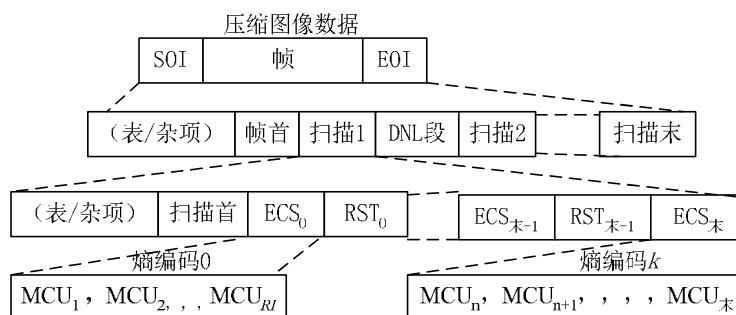 压缩图像数据
SOI 帧 EOI
（表/杂项） 帧首 扫描1 DNL段 扫描2 扫描末
（表/杂项） 扫描首 ECS₀ RST₀ ECS末-1 RST末-1 ECS末
熵编码0 熵编码k
MCU₁, MCU₂, , , MCU_RI MCUₙ, MCUₙ₊₁, , , , MCU末